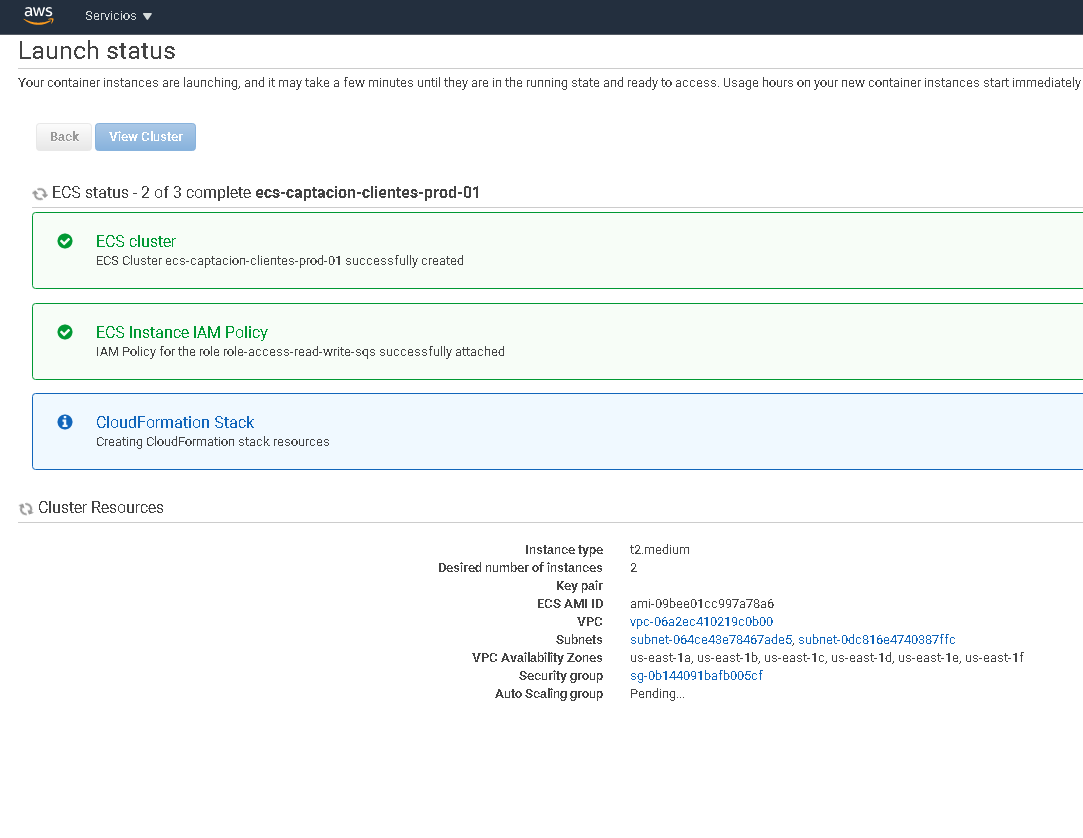 aws Servicios
Launch status
Your container instances are launching, and it may take a few minutes until they are in the running state and ready to access. Usage hours on your new container instances start immediately
Back View Cluster
ECS status - 2 of 3 complete ecs-captacion-clientes-prod-01
ECS cluster
ECS Cluster ecs-captacion-clientes-prod-01 successfully created
ECS Instance IAM Policy
IAM Policy for the role role-access-read-write-sqs successfully attached
CloudFormation Stack
Creating CloudFormation stack resources
Cluster Resources
Instance type t2.medium
Desired number of instances 2
Key pair
ECS AMI ID ami-09bee01cc997a78a6
VPC vpc-06a2ec410219c0b00
Subnets subnet-064ce43e78467ade5, subnet-0dc816e4740387ffc
VPC Availability Zones us-east-1a, us-east-1b, us-east-1c, us-east-1d, us-east-1e, us-east-1f
Security group sg-0b144091bafb005cf
Auto Scaling group Pending...